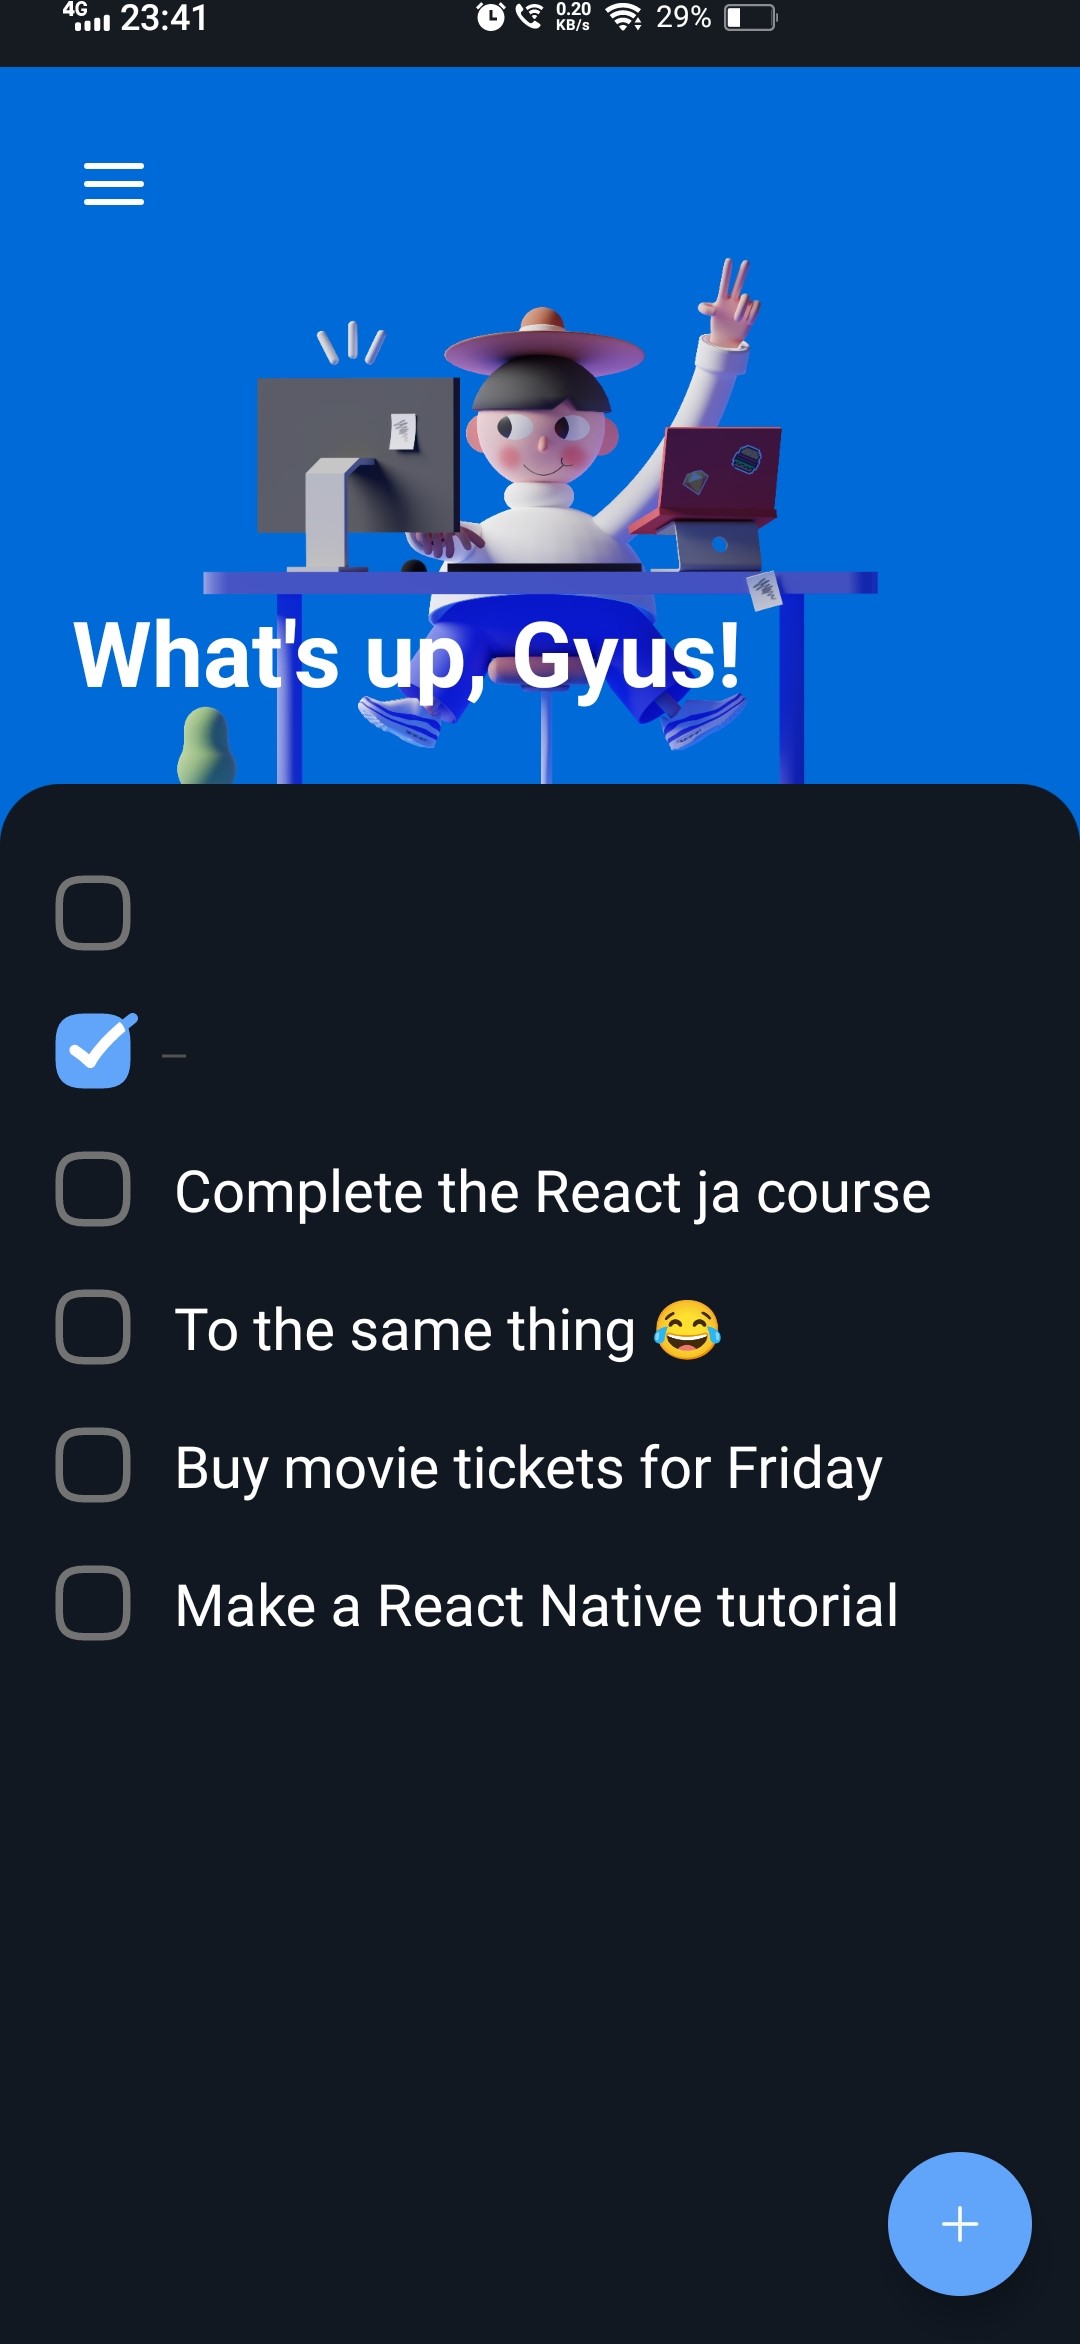 4G 23:41 0.20 KB/s 29%
What's up, Gyus!
Complete the React ja course
To the same thing 😂
Buy movie tickets for Friday
Make a React Native tutorial